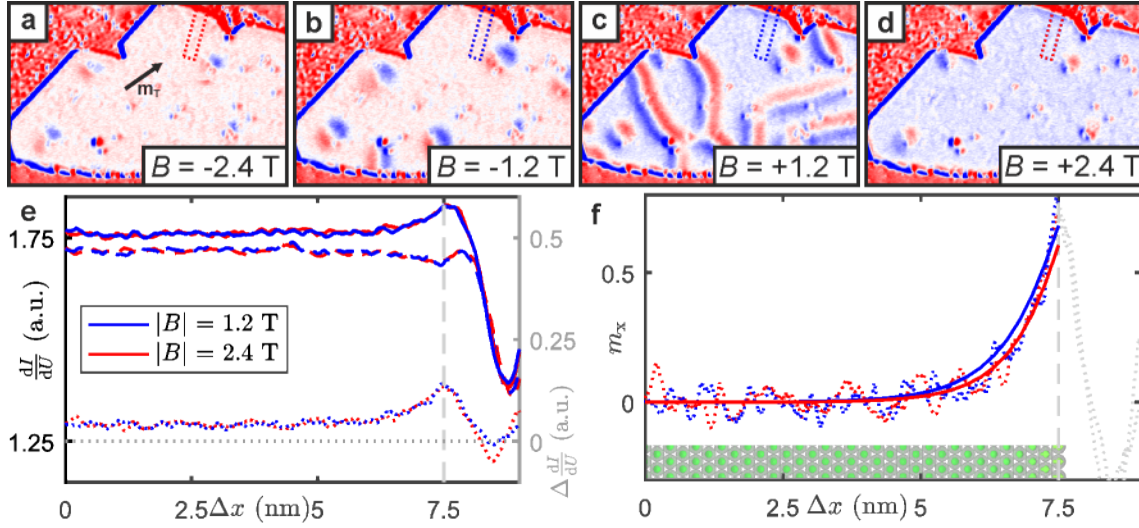 a
m_T
B = -2.4 T
b
B = -1.2 T
c
B = +1.2 T
d
B = +2.4 T
e
1.75
1.25
dI/dU (a.u.)
|B| = 1.2 T
|B| = 2.4 T
0.5
0.25
0
Δ dI/dU (a.u.)
0 2.5 Δx (nm) 5 7.5
f
0.5
0
m_x
0 2.5 Δx (nm) 5 7.5